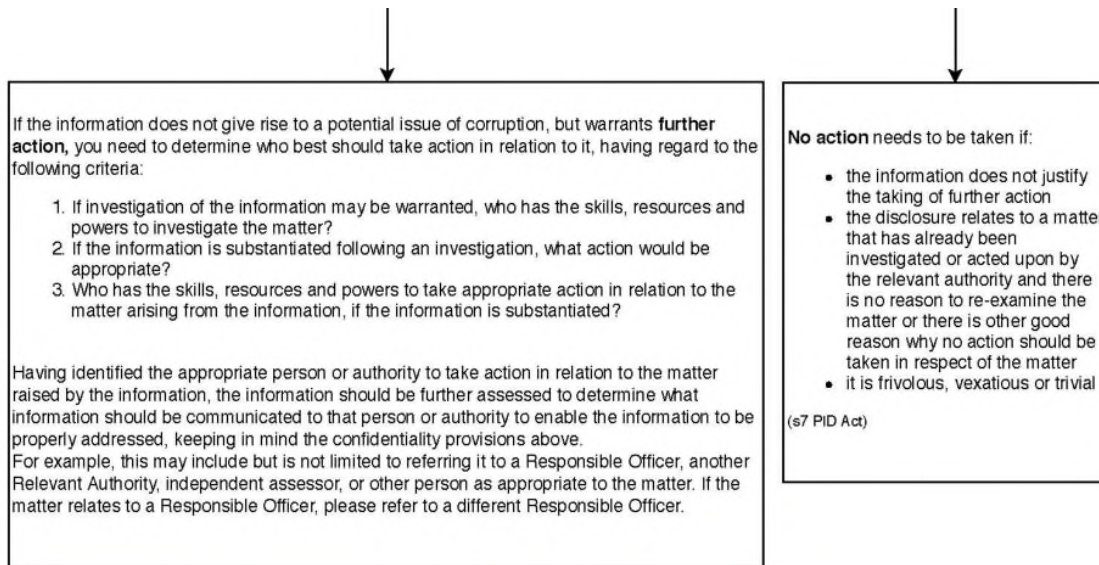 If the information does not give rise to a potential issue of corruption, but warrants further
action, you need to determine who best should take action in relation to it, having regard to the
following criteria:
1. If investigation of the information may be warranted, who has the skills, resources and
powers to investigate the matter?
2. If the information is substantiated following an investigation, what action would be
appropriate?
3. Who has the skills, resources and powers to take appropriate action in relation to the
matter arising from the information, if the information is substantiated?
Having identified the appropriate person or authority to take action in relation to the matter
raised by the information, the information should be further assessed to determine what
information should be communicated to that person or authority to enable the information to be
properly addressed, keeping in mind the confidentiality provisions above.
For example, this may include but is not limited to referring it to a Responsible Officer, another
Relevant Authority, independent assessor, or other person as appropriate to the matter. If the
matter relates to a Responsible Officer, please refer to a different Responsible Officer.
No action needs to be taken if:
• the information does not justify
the taking of further action
• the disclosure relates to a matter
that has already been
investigated or acted upon by
the relevant authority and there
is no reason to re-examine the
matter or there is other good
reason why no action should be
taken in respect of the matter
• it is frivolous, vexatious or trivial
(s7 PID Act)